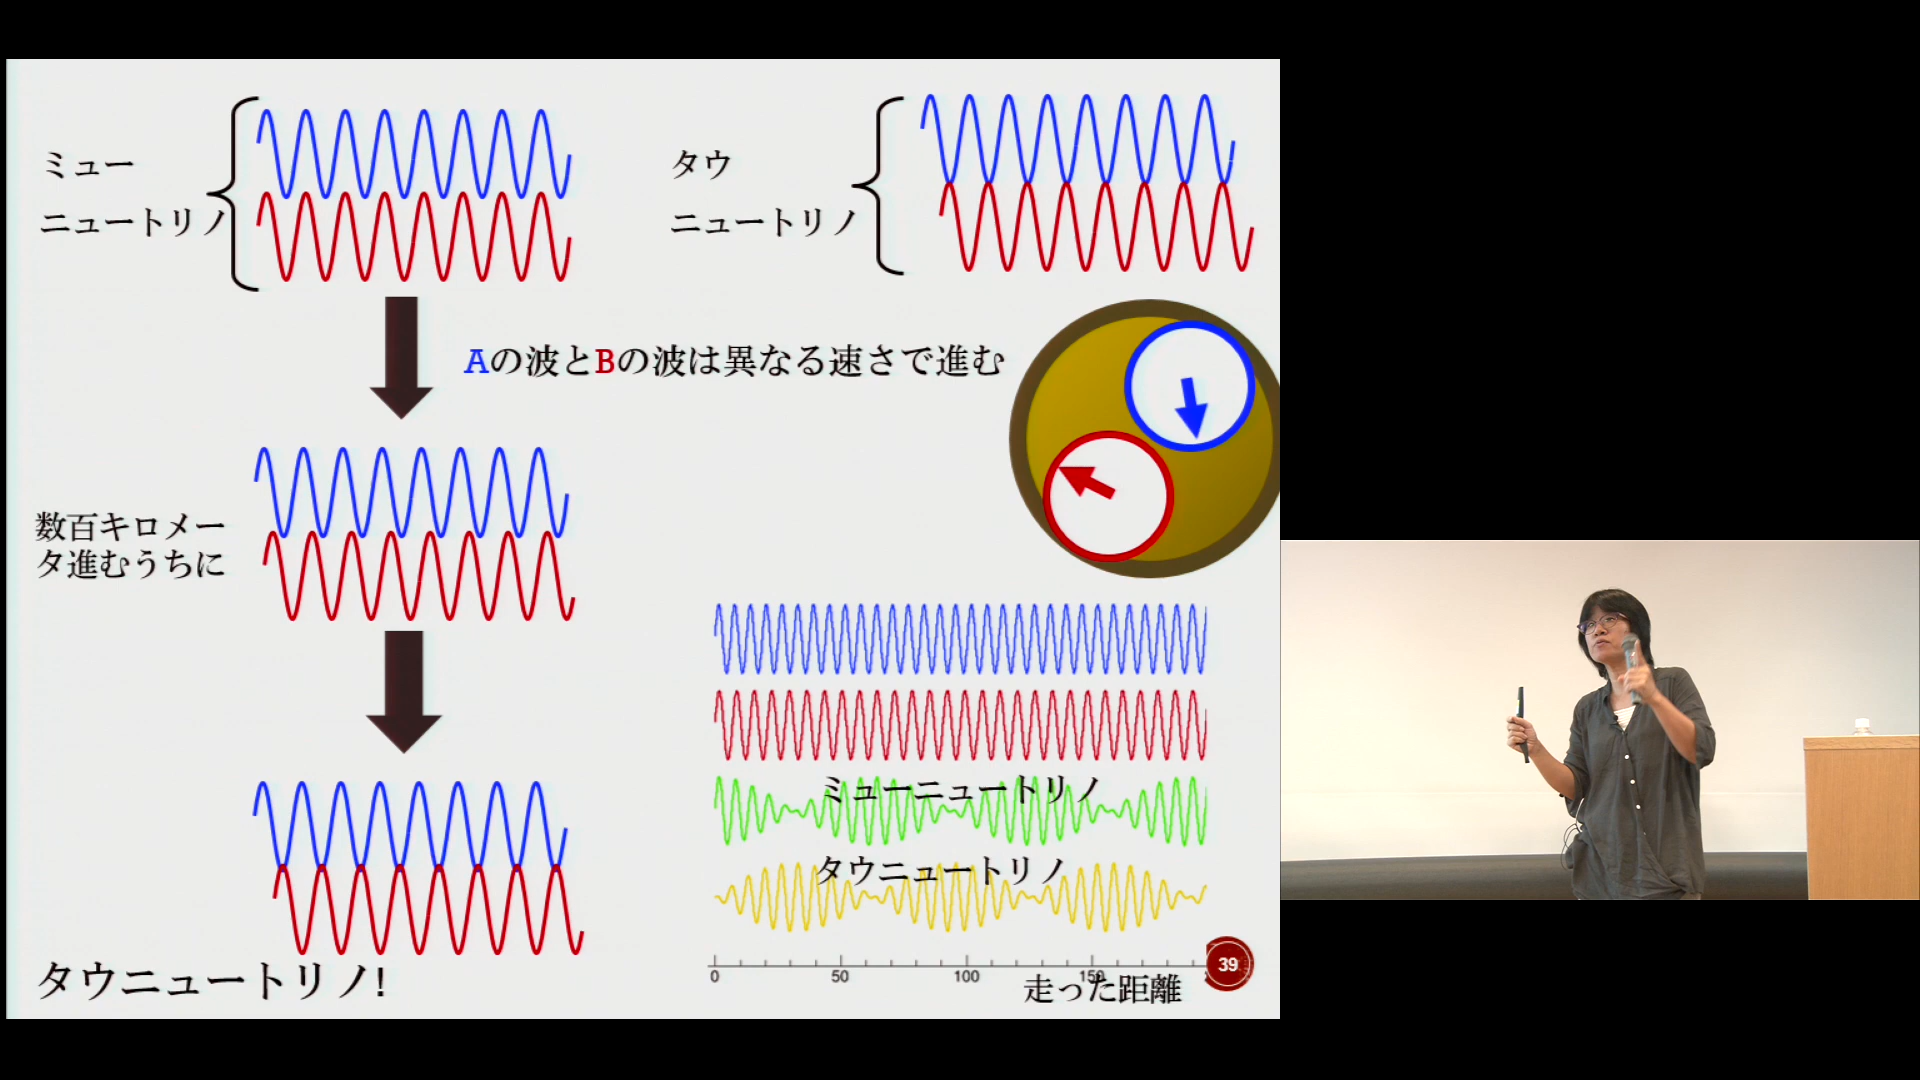 ミュー
ニュートリノ
タウ
ニュートリノ
Aの波とBの波は異なる速さで進む
数百キロメー
タ進むうちに
ミューニュートリノ
タウニュートリノ
タウニュートリノ!
0 50 100 150
走った距離
39